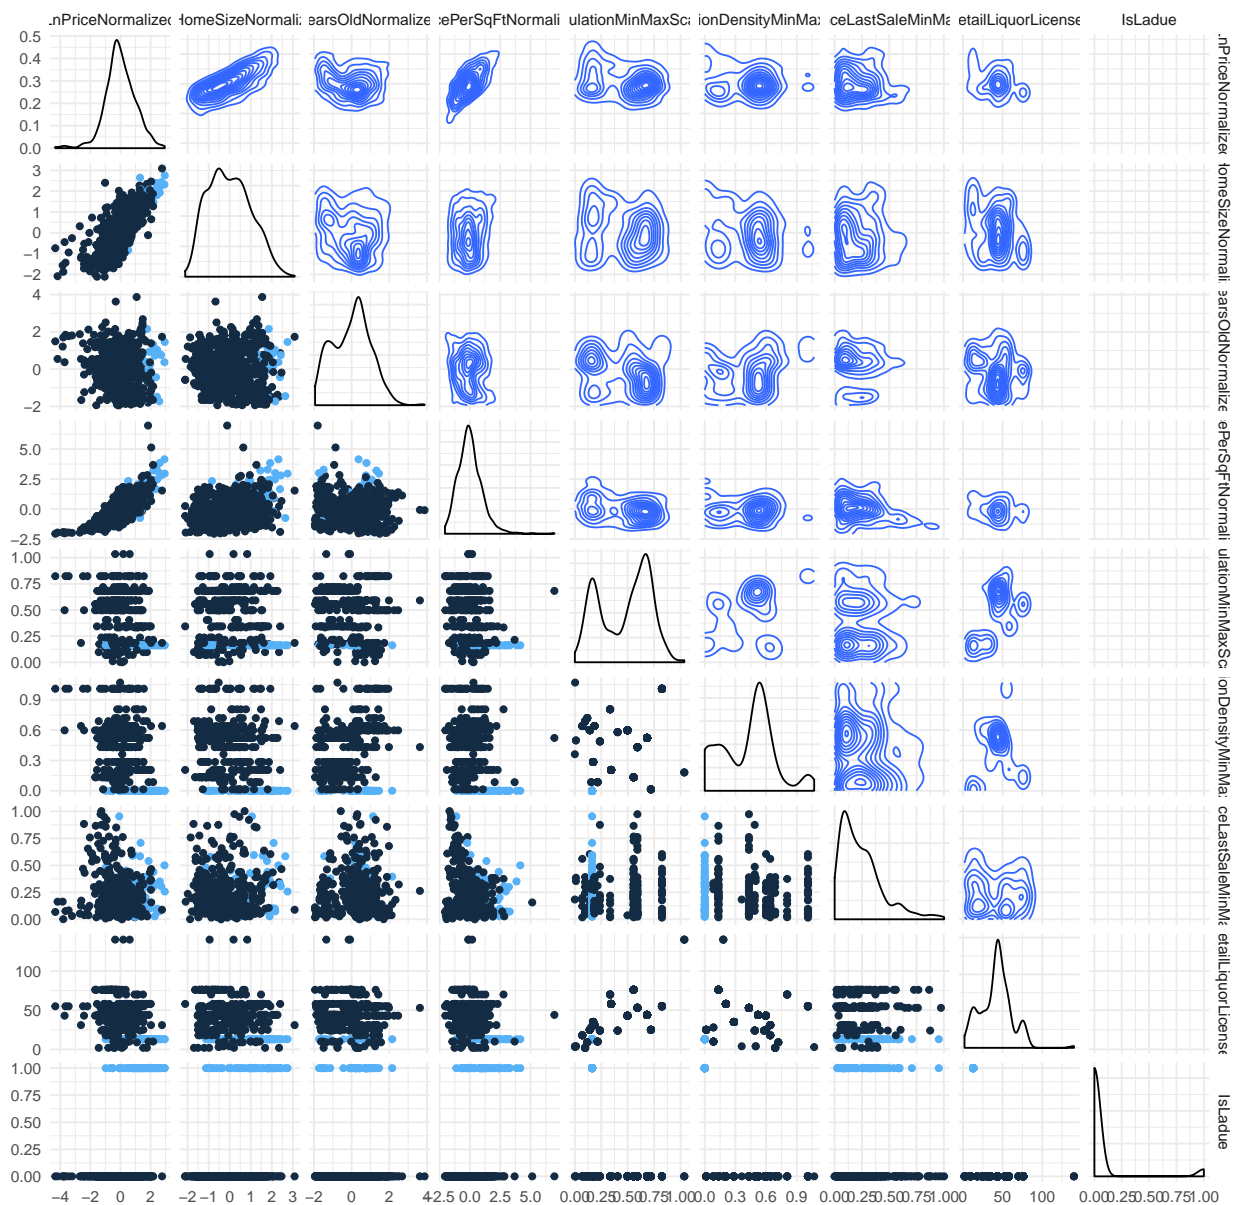 .nPriceNormalized
HomeSizeNormaliz
earsOldNormalize
cePerSqFtNormali
ulationMinMaxSca
ionDensityMinMax
ceLastSaleMinMa
etailLiquorLicense
IsLadue
0.5
0.4
0.3
0.2
0.1
0.0
nPriceNormalized
3
2
1
0
−1
−2
HomeSizeNormali
4
2
0
−2
earsOldNormalize
5.0
2.5
0.0
−2.5
ePerSqFtNormali
1.00
0.75
0.50
0.25
0.00
ulationMinMaxSc
0.9
0.6
0.3
0.0
ionDensityMinMa
1.00
0.75
0.50
0.25
0.00
ceLastSaleMinMa
100
50
0
etailLiquorLicense
1.00
0.75
0.50
0.25
0.00
IsLadue
−4 −2 0 2
−2 −1 0 1 2 3
−2 0 2 4
2.5 0.0 2.5 5.0
0.00 0.25 0.50 0.75 1.00
0.0 0.3 0.6 0.9
0.00 0.25 0.50 0.75 1.00
0 50 100
0.00 0.25 0.50 0.75 1.00